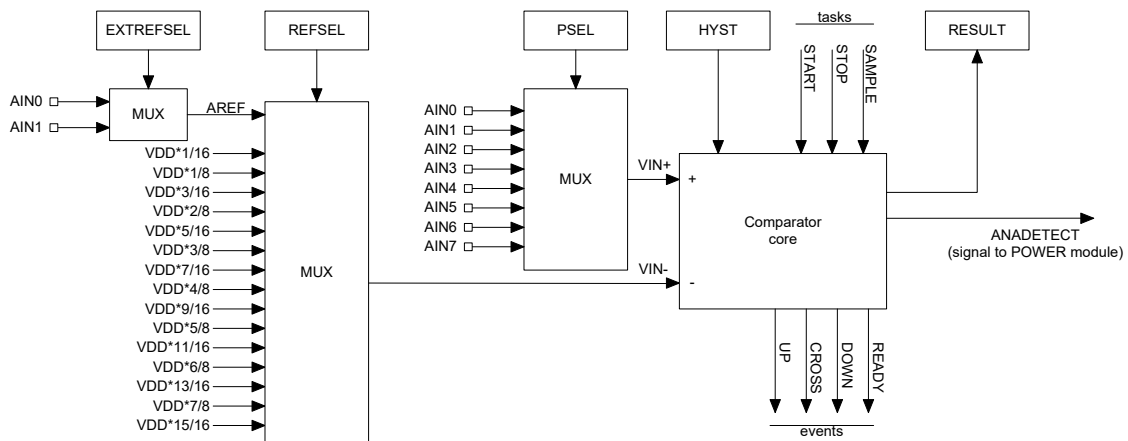 tasks
EXTREFSEL
REFSEL
PSEL
HYST
RESULT
START
STOP
SAMPLE
AIN0
AIN1
MUX
AREF
VDD*1/16
VDD*1/8
VDD*3/16
VDD*2/8
VDD*5/16
VDD*3/8
VDD*7/16
VDD*4/8
VDD*9/16
VDD*5/8
VDD*11/16
VDD*6/8
VDD*13/16
VDD*7/8
VDD*15/16
MUX
AIN0
AIN1
AIN2
AIN3
AIN4
AIN5
AIN6
AIN7
MUX
VIN+
VIN-
+
-
Comparator
core
ANADETECT
(signal to POWER module)
UP
CROSS
DOWN
READY
events